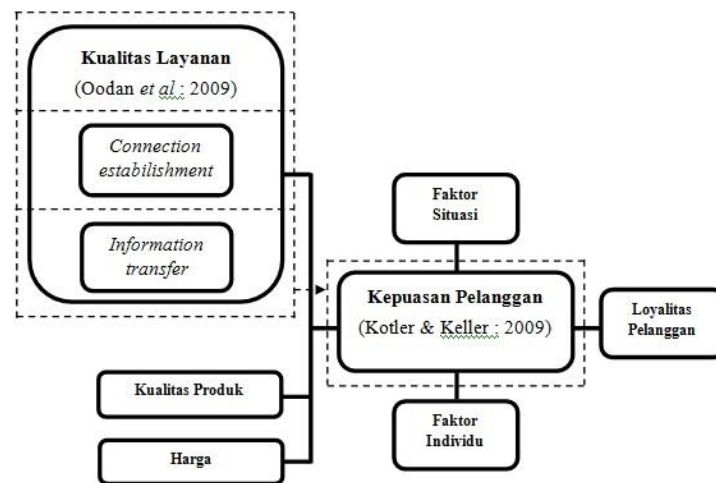 Kualitas Layanan
(Oodan et al : 2009)
Connection
estabilishment
Information
transfer
Kualitas Produk
Harga
Faktor
Situasi
Kepuasan Pelanggan
(Kotler & Keller : 2009)
Faktor
Individu
Loyalitas
Pelanggan